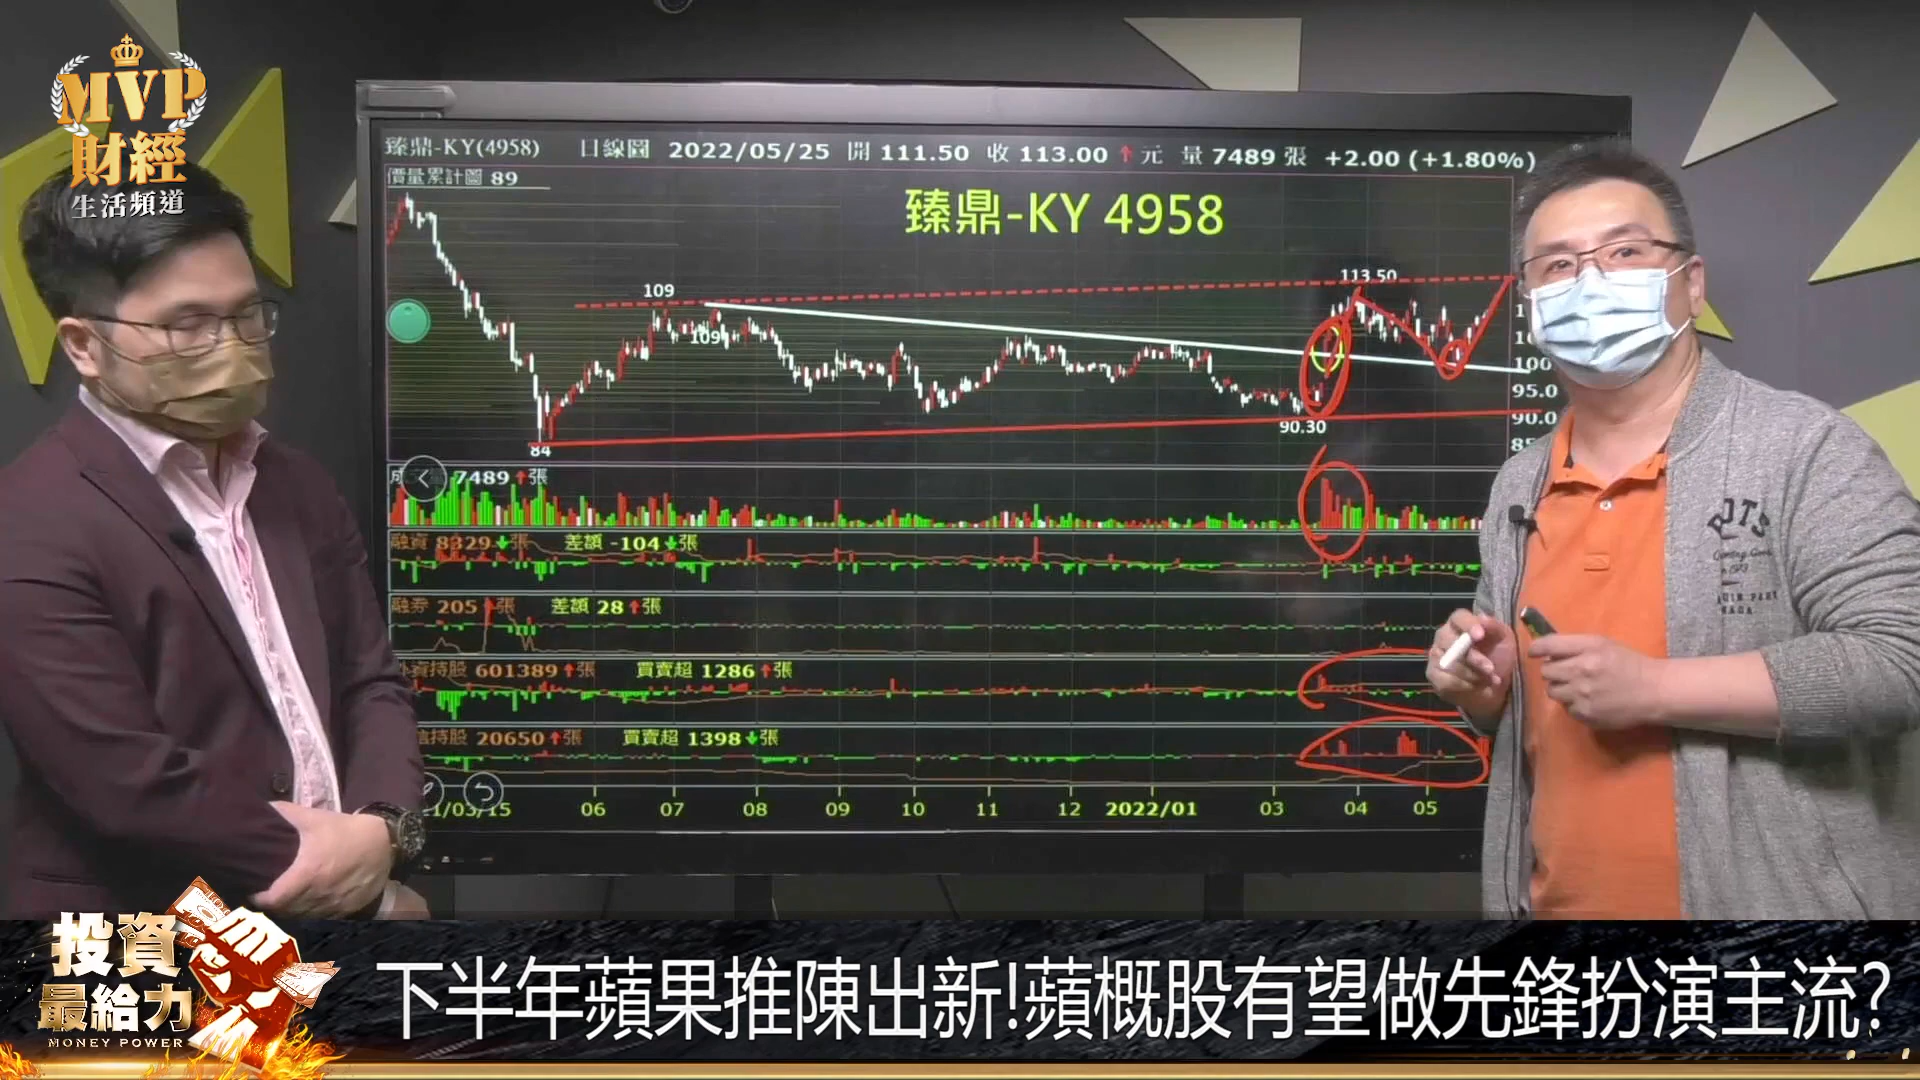 MVP
財經
生活頻道
臻鼎-KY(4958) 日線圖 2022/05/25 開 111.50 收 113.00 ↑ 元 量 7489 張 +2.00 (+1.80%)
價量累計圖 89
臻鼎-KY 4958
113.50
109
109
100
95.0
90.0
90.30
84
7489↑張
融資 8329↓張 差額 -104↓張
融券 205↑張 差額 28↑張
外資持股 601389↑張 買賣超 1286↑張
信持股 20650↑張 買賣超 1398↓張
1/03/15 06 07 08 09 10 11 12 2022/01 03 04 05
投資
最給力
MONEY POWER
下半年蘋果推陳出新!蘋概股有望做先鋒扮演主流?